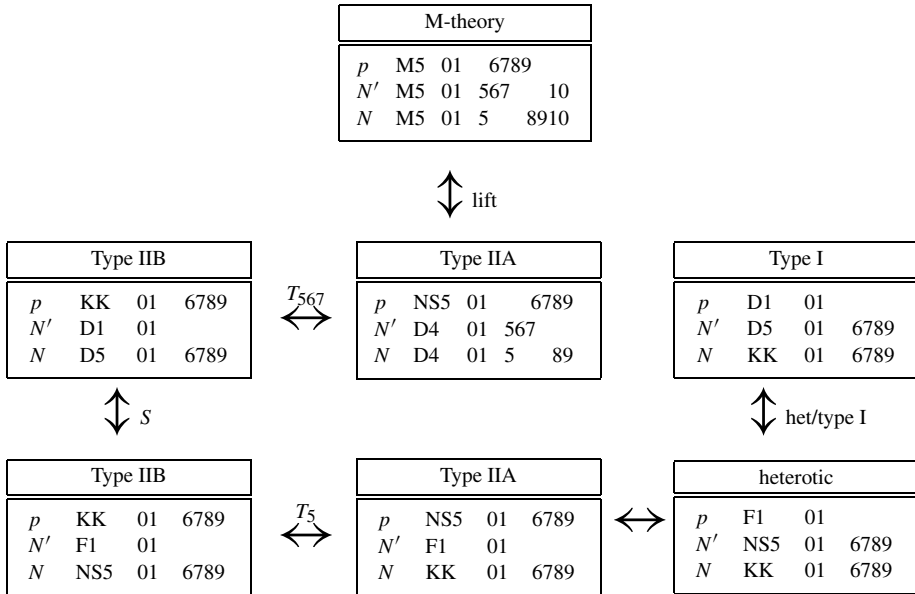 M-theory
p M5 01 6789
N′ M5 01 567 10
N M5 01 5 8910
lift
Type IIB
p KK 01 6789
N′ D1 01
N D5 01 6789
T567
Type IIA
p NS5 01 6789
N′ D4 01 567
N D4 01 5 89
Type I
p D1 01
N′ D5 01 6789
N KK 01 6789
S
het/type I
Type IIB
p KK 01 6789
N′ F1 01
N NS5 01 6789
T5
Type IIA
p NS5 01 6789
N′ F1 01
N KK 01 6789
heterotic
p F1 01
N′ NS5 01 6789
N KK 01 6789